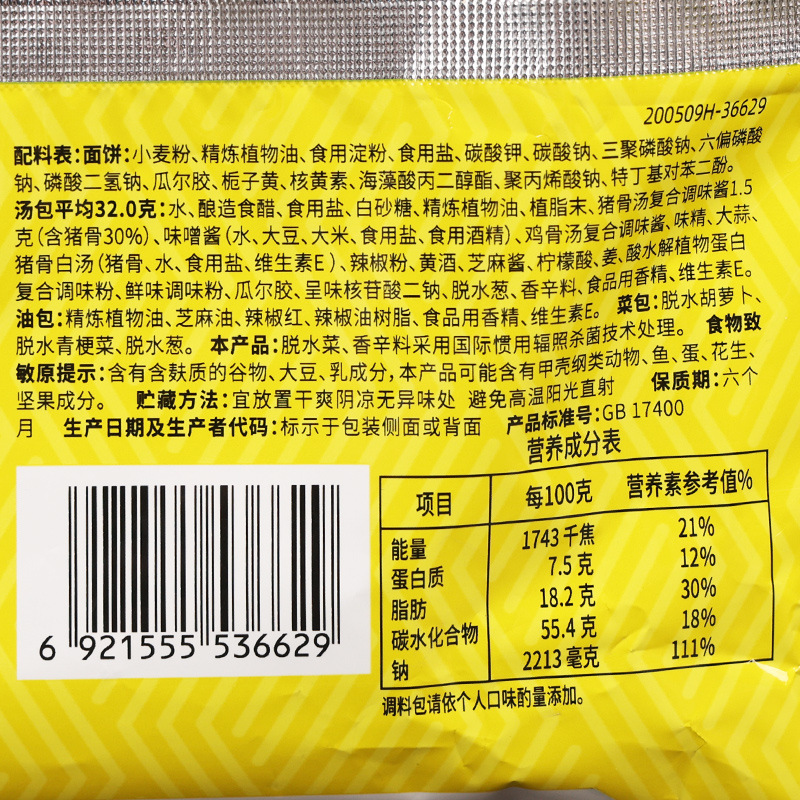 200509H-36629
配料表:面饼:小麦粉、精炼植物油、食用淀粉、食用盐、碳酸钾、碳酸钠、三聚磷酸钠、六偏磷酸
钠、磷酸二氢钠、瓜尔胶、栀子黄、核黄素、海藻酸丙二醇酯、聚丙烯酸钠、特丁基对苯二酚。
汤包平均32.0克:水、酿造食醋、食用盐、白砂糖、精炼植物油、植脂末、猪骨汤复合调味酱1.5
克(含猪骨30%)、味噌酱(水、大豆、大米、食用盐、食用酒精)、鸡骨汤复合调味酱、味精、大蒜、
猪骨白汤(猪骨、水、食用盐、维生素E)、辣椒粉、黄酒、芝麻酱、柠檬酸、姜、酸水解植物蛋白
复合调味粉、鲜味调味粉、瓜尔胶、呈味核苷酸二钠、脱水葱、香辛料、食品用香精、维生素E。
油包:精炼植物油、芝麻油、辣椒红、辣椒油树脂、食品用香精、维生素E。 菜包:脱水胡萝卜、
脱水青梗菜、脱水葱。 本产品:脱水菜、香辛料采用国际惯用辐照杀菌技术处理。 食物致
敏原提示:含有含麸质的谷物、大豆、乳成分,本产品可能含有甲壳纲类动物、鱼、蛋、花生、
坚果成分。 贮藏方法:宜放置干爽阴凉无异味处 避免高温阳光直射 保质期:六个
月 生产日期及生产者代码:标示于包装侧面或背面 产品标准号:GB 17400
营养成分表
项目 每100克 营养素参考值%
能量 1743千焦 21%
蛋白质 7.5 克 12%
脂肪 18.2 克 30%
碳水化合物 55.4 克 18%
钠 2213 毫克 111%
调料包请依个人口味酌量添加。
6 921555 536629